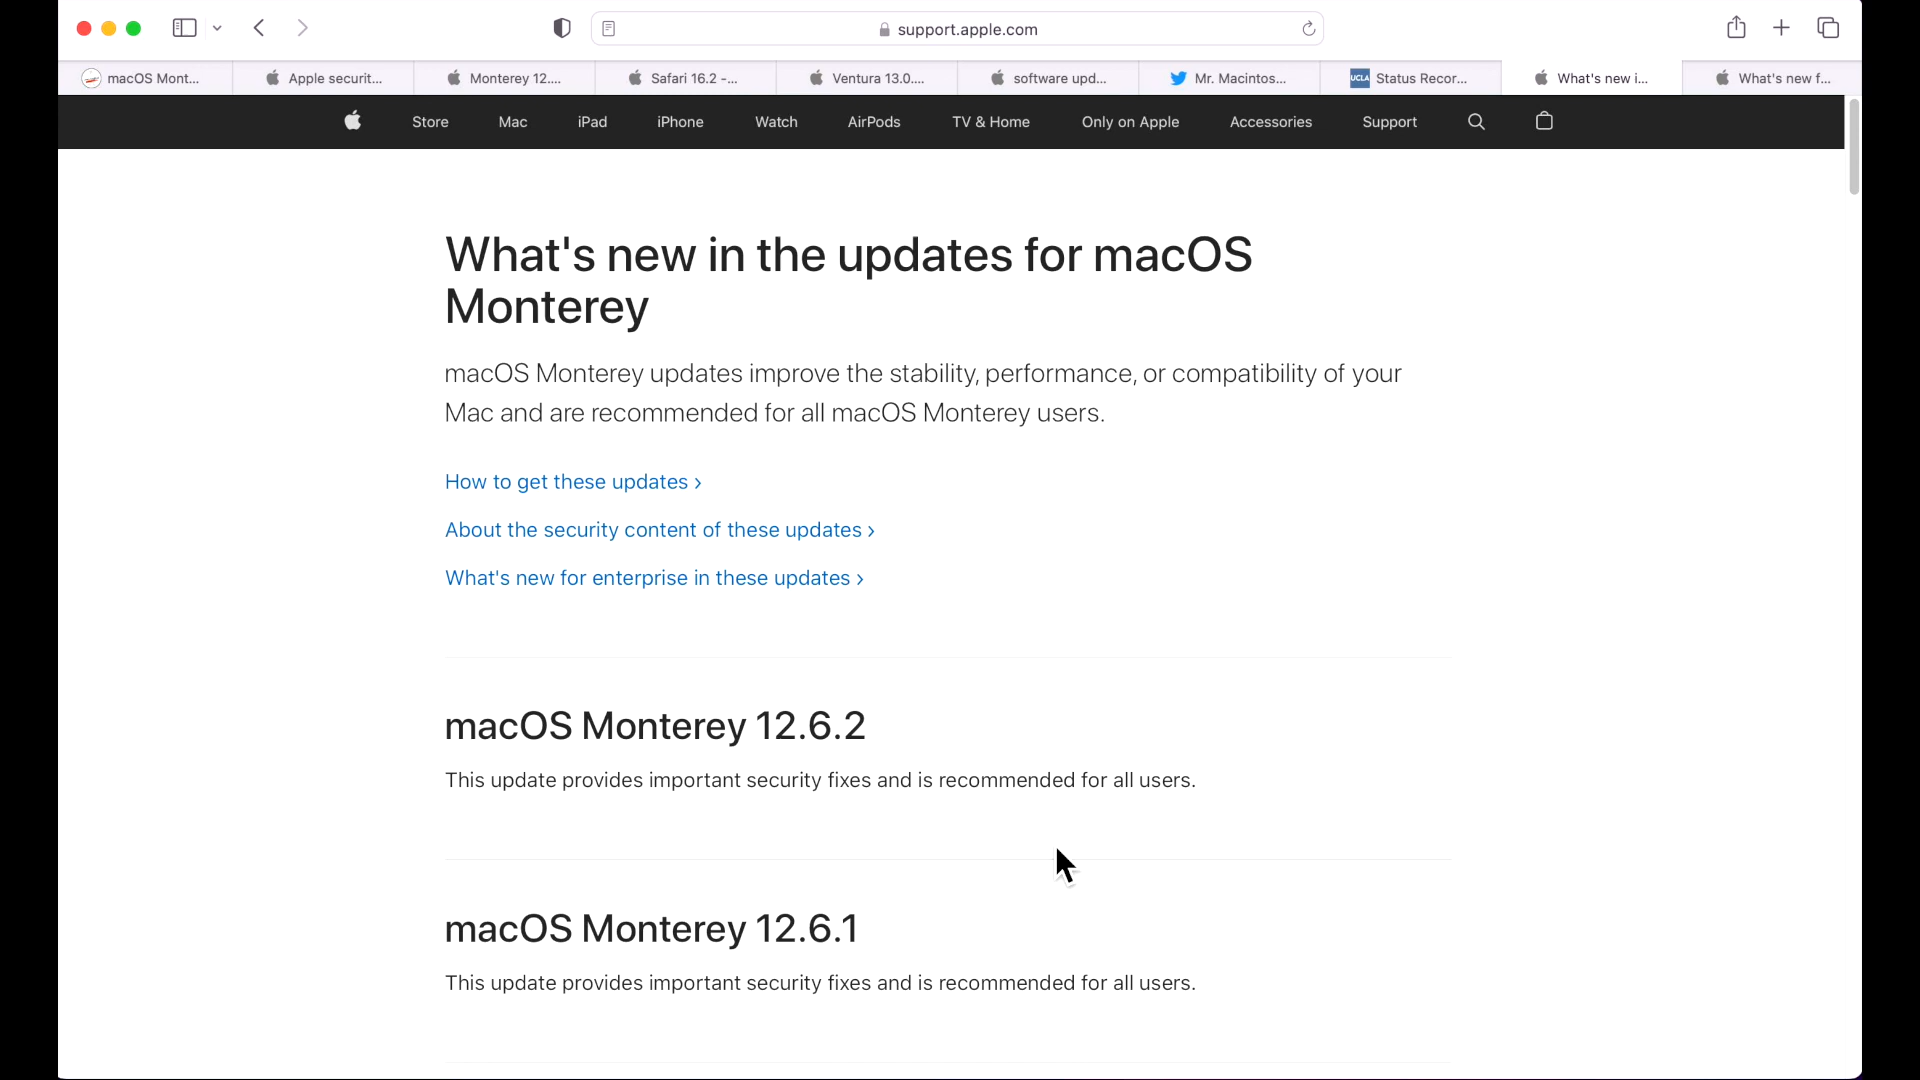 support.apple.com
macOS Mont...
Apple securit...
Monterey 12....
Safari 16.2 -...
Ventura 13.0....
software upd...
Mr. Macintos...
UCLA Status Recor...
What's new i...
What's new f...
Store
Mac
iPad
iPhone
Watch
AirPods
TV & Home
Only on Apple
Accessories
Support
What's new in the updates for macOS
Monterey
macOS Monterey updates improve the stability, performance, or compatibility of your
Mac and are recommended for all macOS Monterey users.
How to get these updates ›
About the security content of these updates ›
What's new for enterprise in these updates ›
macOS Monterey 12.6.2
This update provides important security fixes and is recommended for all users.
macOS Monterey 12.6.1
This update provides important security fixes and is recommended for all users.